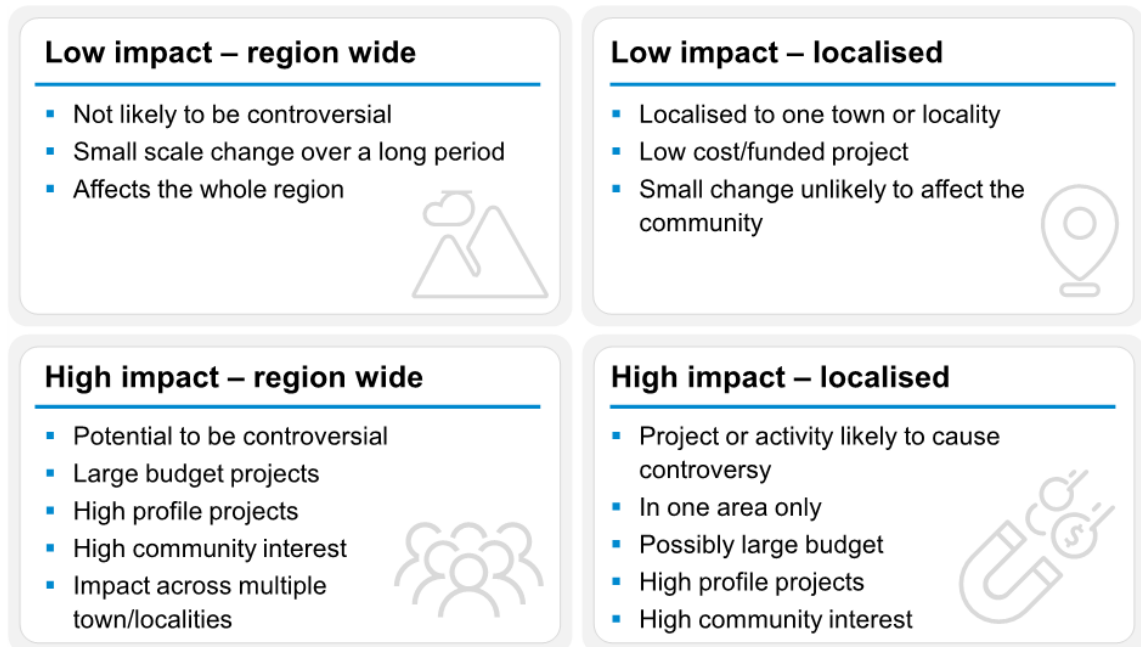 Low impact – region wide
▪ Not likely to be controversial
▪ Small scale change over a long period
▪ Affects the whole region
Low impact – localised
▪ Localised to one town or locality
▪ Low cost/funded project
▪ Small change unlikely to affect the
community
High impact – region wide
▪ Potential to be controversial
▪ Large budget projects
▪ High profile projects
▪ High community interest
▪ Impact across multiple
town/localities
High impact – localised
▪ Project or activity likely to cause
controversy
▪ In one area only
▪ Possibly large budget
▪ High profile projects
▪ High community interest
$